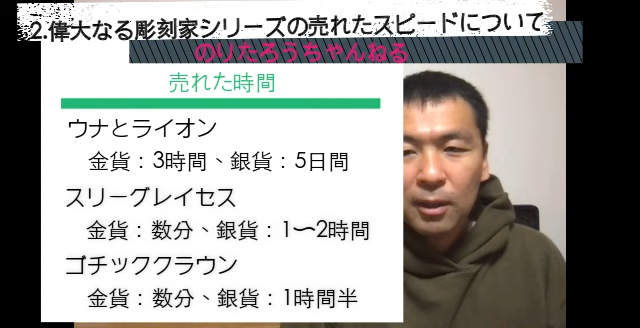 2.偉大なる彫刻家シリーズの売れたスピードについて
のりたろうちゃんねる
売れた時間
ウナとライオン
金貨：3時間、銀貨：5日間
スリーグレイセス
金貨：数分、銀貨：1〜2時間
ゴチッククラウン
金貨：数分、銀貨：1時間半